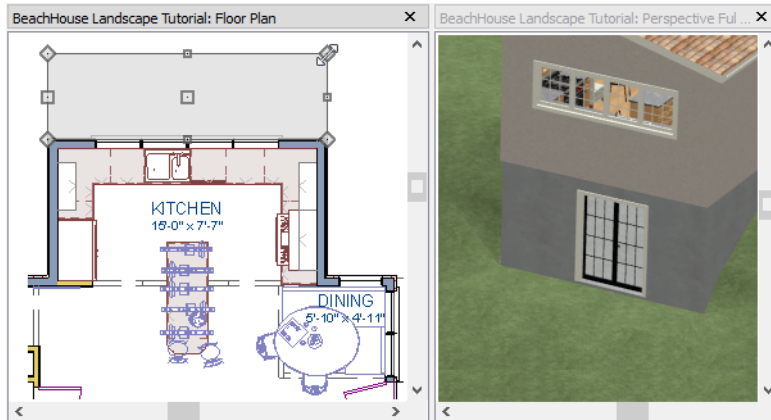 BeachHouse Landscape Tutorial: Floor Plan
BeachHouse Landscape Tutorial: Perspective Ful ...
KITCHEN
15'-0" x 7'-7"
DINING
5'-10" x 4'-11"